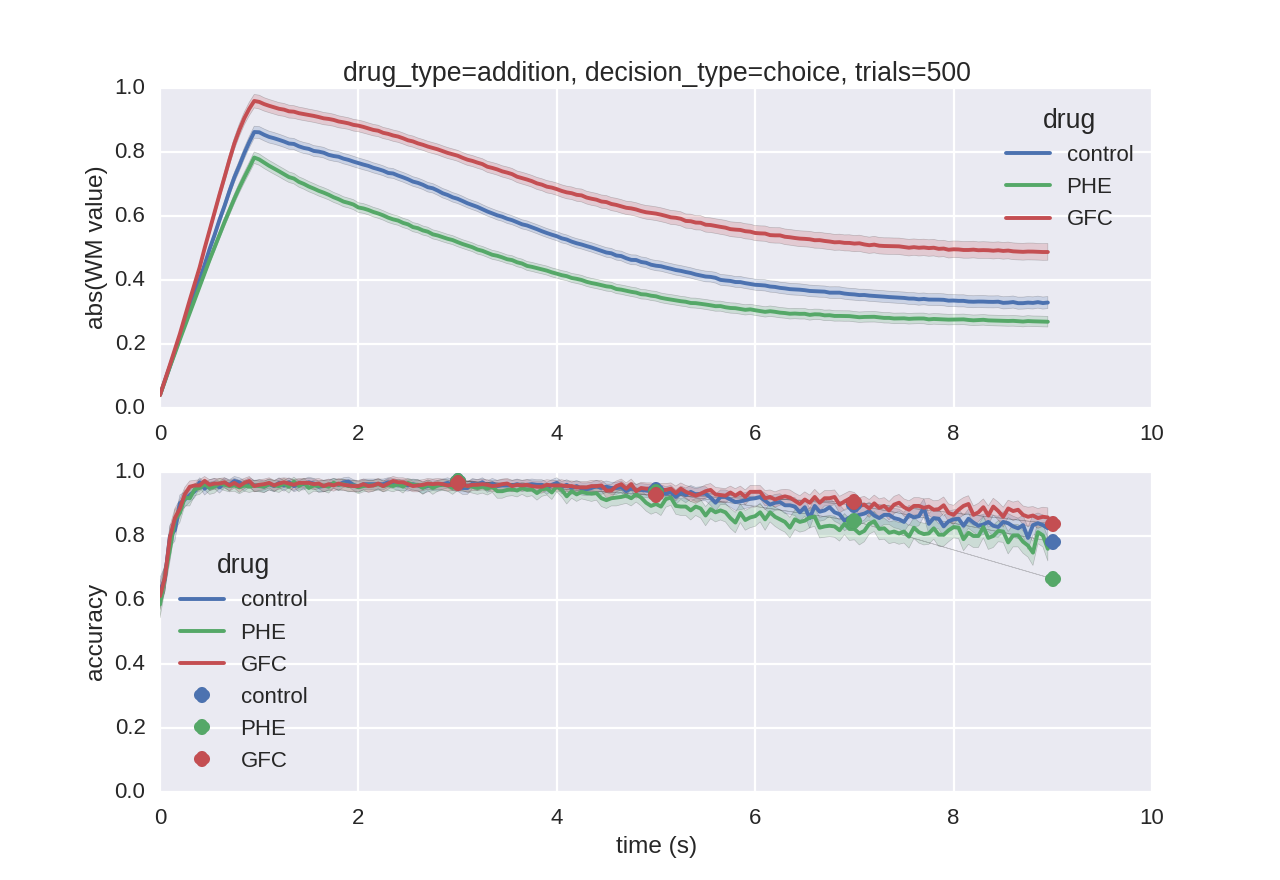 drug_type=addition, decision_type=choice, trials=500
abs(WM value)
1.0
0.8
0.6
0.4
0.2
0.0
0 2 4 6 8 10
drug
control
PHE
GFC
accuracy
1.0
0.8
0.6
0.4
0.2
0.0
drug
control
PHE
GFC
control
PHE
GFC
0 2 4 6 8 10
time (s)